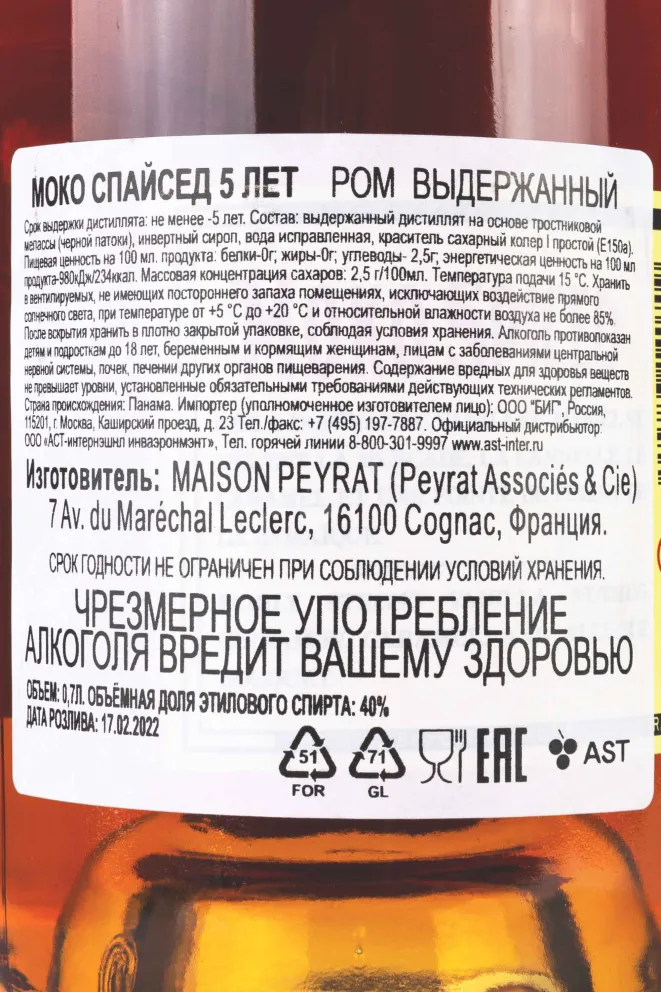 МОКО СПАЙСЕД 5 ЛЕТ РОМ ВЫДЕРЖАННЫЙ
Срок выдержки дистиллята: не менее -5 лет. Состав: выдержанный дистиллят на основе тростниковой
мелассы (черной патоки), инвертный сироп, вода исправленная, краситель сахарный колер I простой (Е150а).
Пищевая ценность на 100 мл. продукта: белки-0г; жиры-0г; углеводы- 2,5г; энергетическая ценность на 100 мл
продукта-980кДж/234ккал. Массовая концентрация сахаров: 2,5 г/100мл. Температура подачи 15 °С. Хранить
в вентилируемых, не имеющих постороннего запаха помещениях, исключающих воздействие прямого
солнечного света, при температуре от +5 °С до +20 °С и относительной влажности воздуха не более 85%.
После вскрытия хранить в плотно закрытой упаковке, соблюдая условия хранения. Алкоголь противопоказан
детям и подросткам до 18 лет, беременным и кормящим женщинам, лицам с заболеваниями центральной
нервной системы, почек, печении других органов пищеварения. Содержание вредных для здоровья веществ
не превышает уровни, установленные обязательными требованиями действующих технических регламентов.
Страна происхождения: Панама. Импортер (уполномоченное изготовителем лицо): ООО "БИГ", Россия,
115201, г. Москва, Каширский проезд, д. 23 Тел./факс: +7 (495) 197-7887. Официальный дистрибьютор:
ООО «АСТ-интернэшнл инваэронмэнт», Тел. горячей линии 8-800-301-9997 www.ast-inter.ru
Изготовитель: MAISON PEYRAT (Peyrat Associés & Cie)
7 Av. du Maréchal Leclerc, 16100 Cognac, Франция.
СРОК ГОДНОСТИ НЕ ОГРАНИЧЕН ПРИ СОБЛЮДЕНИИ УСЛОВИЙ ХРАНЕНИЯ.
ЧРЕЗМЕРНОЕ УПОТРЕБЛЕНИЕ
АЛКОГОЛЯ ВРЕДИТ ВАШЕМУ ЗДОРОВЬЮ
ОБЪЕМ: 0,7Л. ОБЪЁМНАЯ ДОЛЯ ЭТИЛОВОГО СПИРТА: 40%
ДАТА РОЗЛИВА: 17.02.2022
51 71 EAC AST
FOR GL